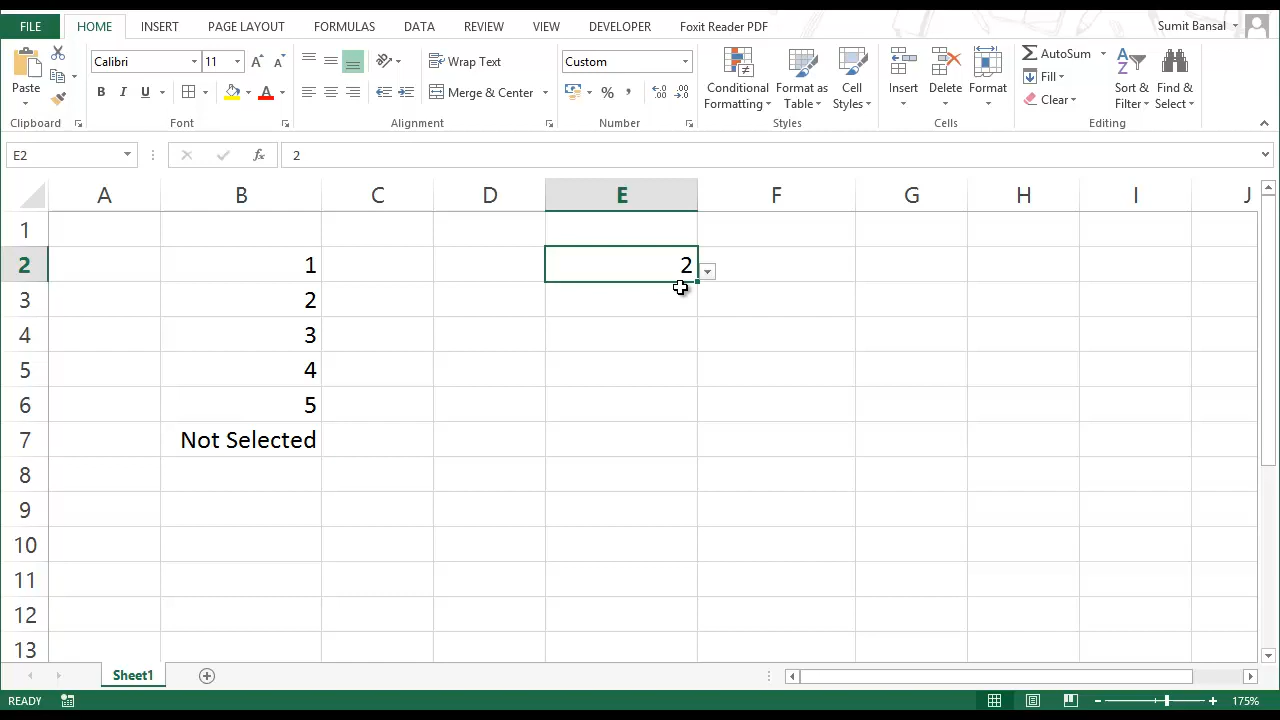 FILE HOME INSERT PAGE LAYOUT FORMULAS DATA REVIEW VIEW DEVELOPER Foxit Reader PDF Sumit Bansal
Calibri 11 Wrap Text Custom AutoSum
Paste B I U Merge & Center % , Conditional Formatting Format as Table Cell Styles Insert Delete Format Fill Clear Sort & Filter Find & Select
Clipboard Font Alignment Number Styles Cells Editing
E2 fx 2
A B C D E F G H I J
1
2 1 2
3 2
4 3
5 4
6 5
7 Not Selected
8
9
10
11
12
13
Sheet1
READY 175%